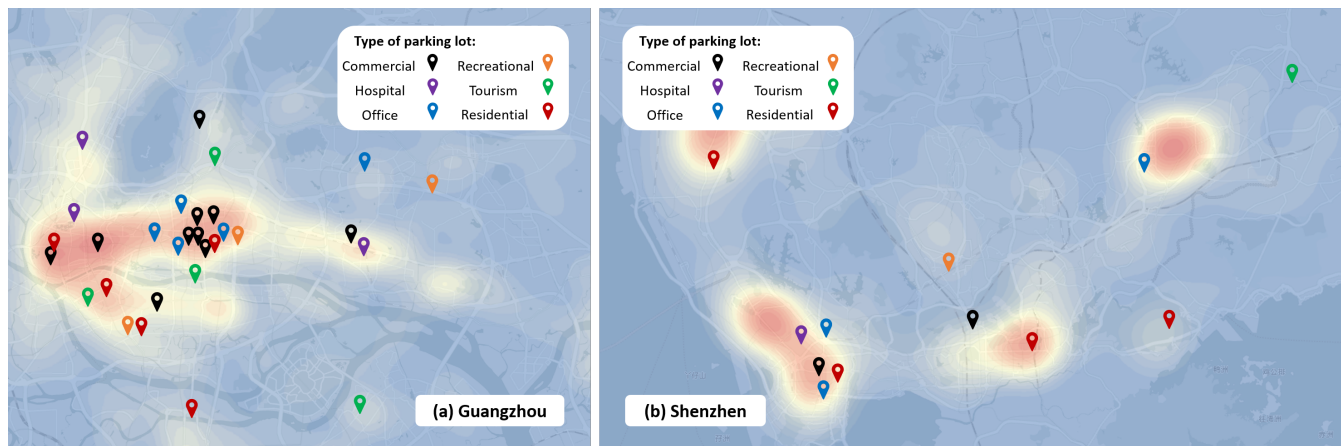 Type of parking lot:
Commercial Recreational
Hospital Tourism
Office Residential
(a) Guangzhou
Type of parking lot:
Commercial Recreational
Hospital Tourism
Office Residential
(b) Shenzhen